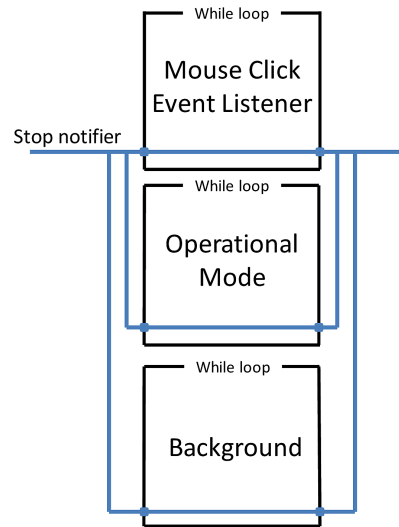 While loop
Mouse Click
Event Listener
Stop notifier
While loop
Operational
Mode
While loop
Background